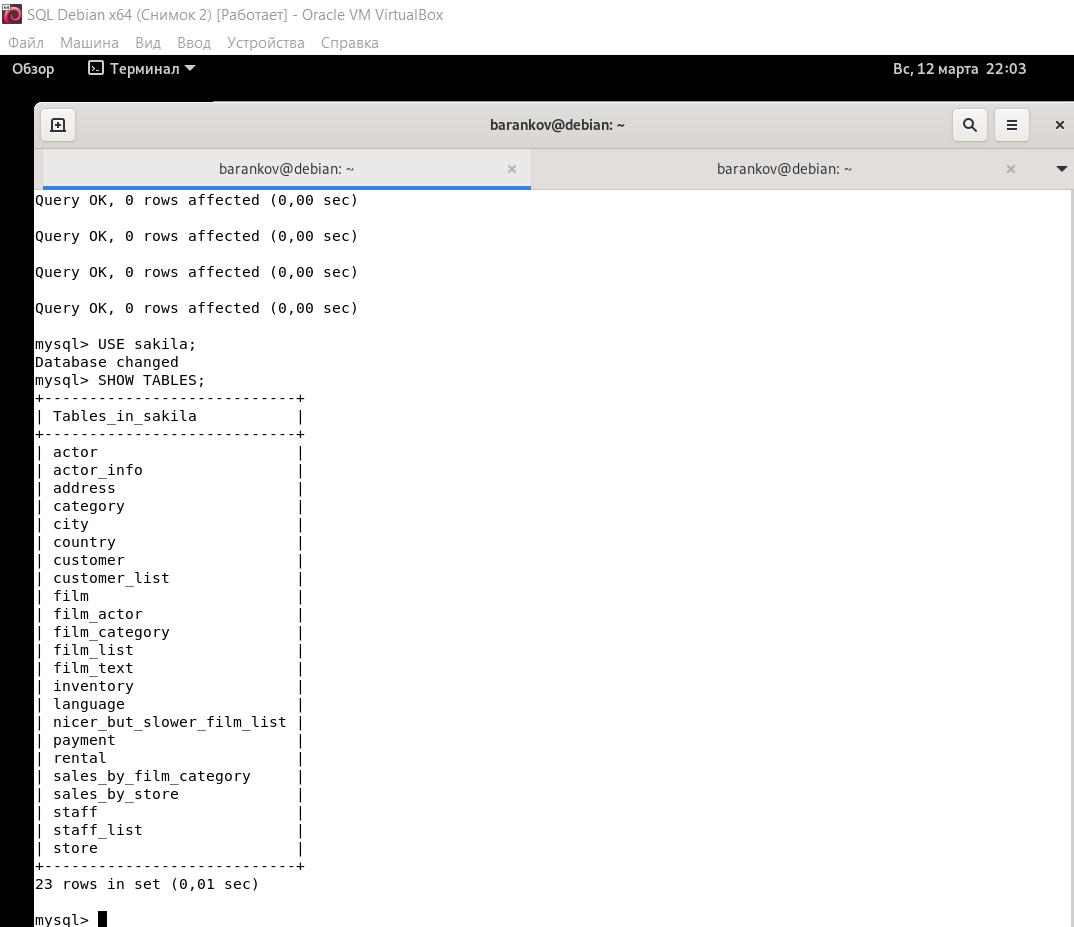 SQL Debian x64 (Снимок 2) [Работает] - Oracle VM VirtualBox
Файл Машина Вид Ввод Устройства Справка
Обзор Терминал Вс, 12 марта 22:03
barankov@debian: ~
barankov@debian: ~ barankov@debian: ~
Query OK, 0 rows affected (0,00 sec)
Query OK, 0 rows affected (0,00 sec)
Query OK, 0 rows affected (0,00 sec)
Query OK, 0 rows affected (0,00 sec)
mysql> USE sakila;
Database changed
mysql> SHOW TABLES;
+----------------------------+
| Tables_in_sakila           |
+----------------------------+
| actor                      |
| actor_info                 |
| address                    |
| category                   |
| city                       |
| country                    |
| customer                   |
| customer_list              |
| film                       |
| film_actor                 |
| film_category              |
| film_list                  |
| film_text                  |
| inventory                  |
| language                   |
| nicer_but_slower_film_list |
| payment                    |
| rental                     |
| sales_by_film_category     |
| sales_by_store             |
| staff                      |
| staff_list                 |
| store                      |
+----------------------------+
23 rows in set (0,01 sec)
mysql>